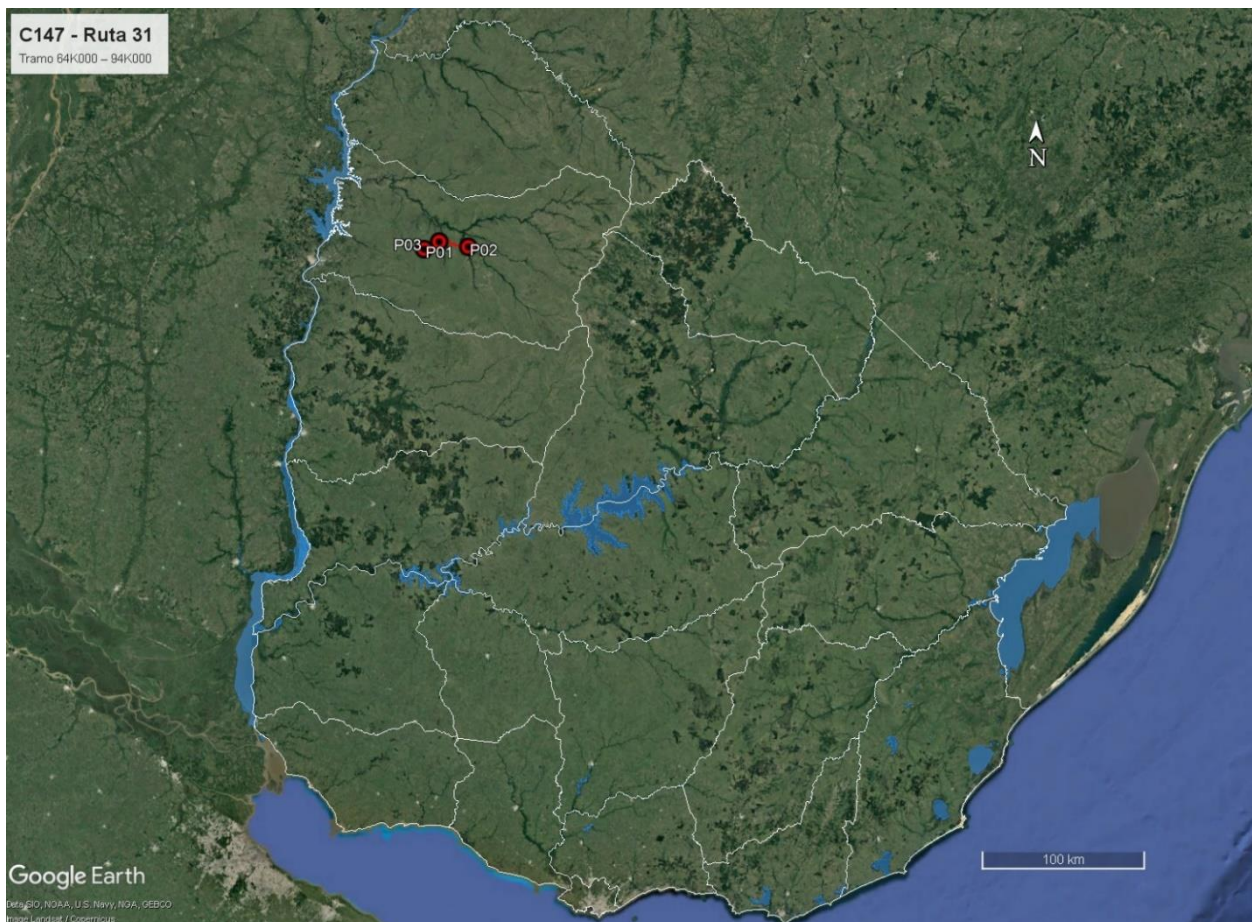 C147 - Ruta 31
Tramo 64K000 – 94K000
N
P03
P01
P02
100 km
Google Earth
Data SIO, NOAA, U.S. Navy, NGA, GEBCO
Image Landsat / Copernicus